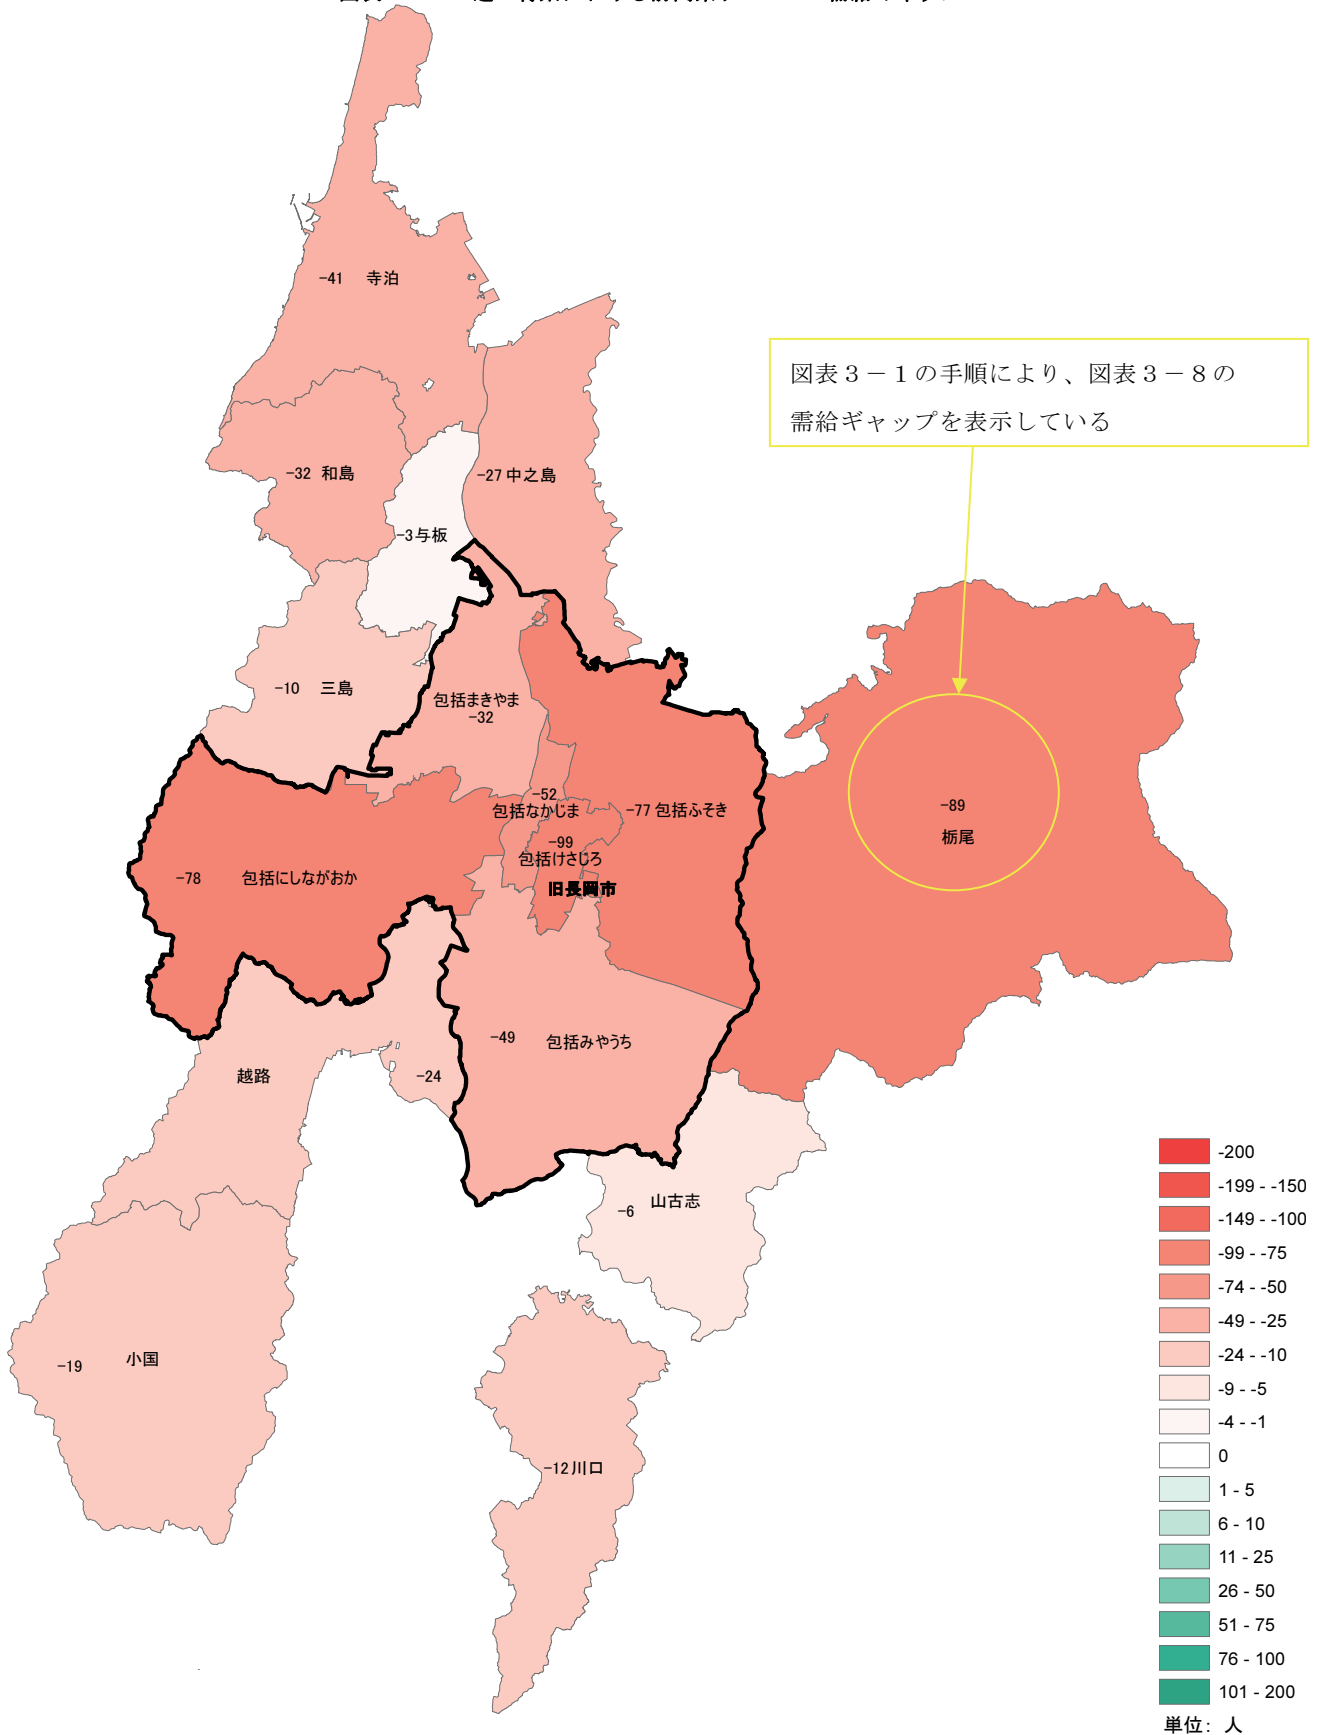 -41 寺泊
図表３－１の手順により、図表３－８の
需給ギャップを表示している
-32 和島
-27 中之島
-3 与板
-10 三島
包括まきやま
-32
-52
包括なかじま
-77 包括ふそき
-89
栃尾
-99
包括けさじろ
-78 包括にしながおか
旧長岡市
-49 包括みやうち
越路
-24
-6 山古志
-19 小国
-12 川口
-200
-199 - -150
-149 - -100
-99 - -75
-74 - -50
-49 - -25
-24 - -10
-9 - -5
-4 - -1
0
1 - 5
6 - 10
11 - 25
26 - 50
51 - 75
76 - 100
101 - 200
単位：人